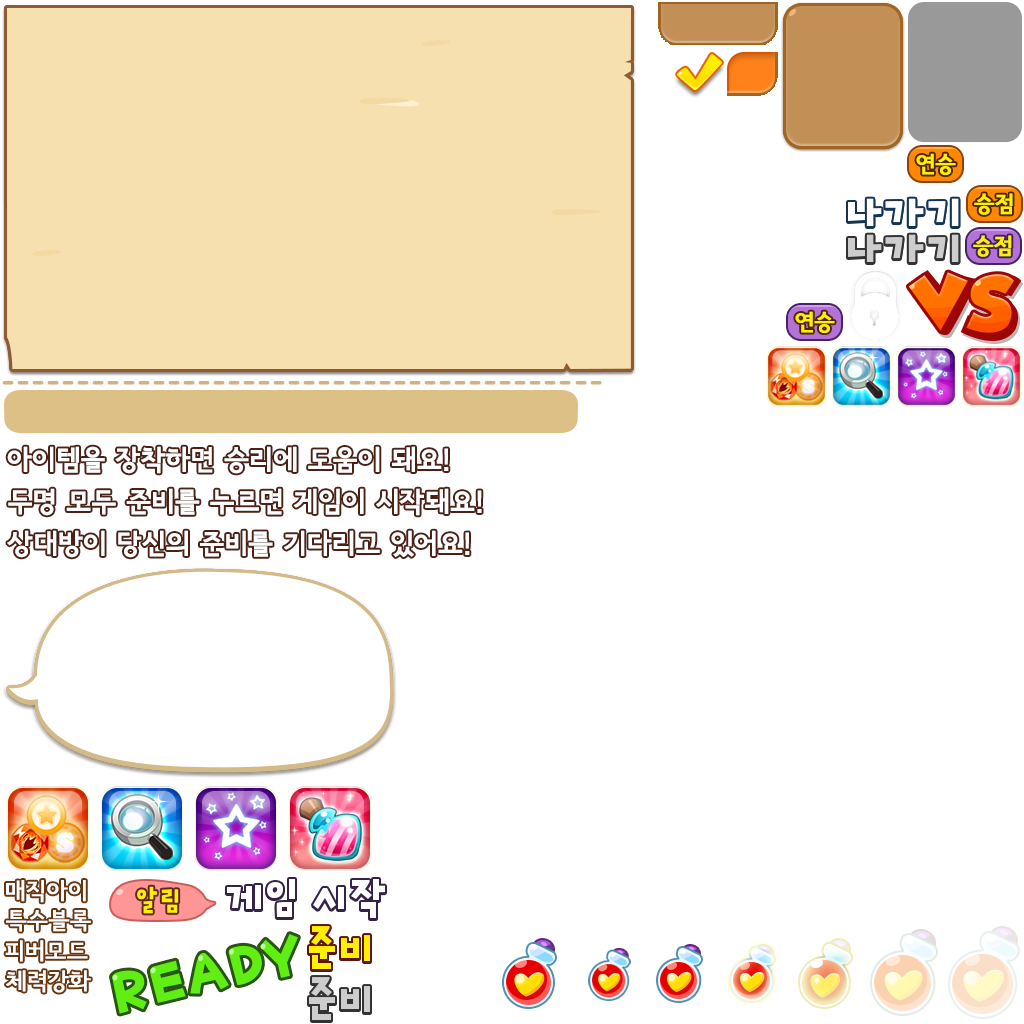 연승
나가기
승점
나가기
승점
연승
VS
아이템을 장착하면 승리에 도움이 돼요!
두명 모두 준비를 누르면 게임이 시작돼요!
상대방이 당신의 준비를 기다리고 있어요!
매직아이
특수블록
피버모드
체력강화
알림
게임 시작
READY
준비
준비